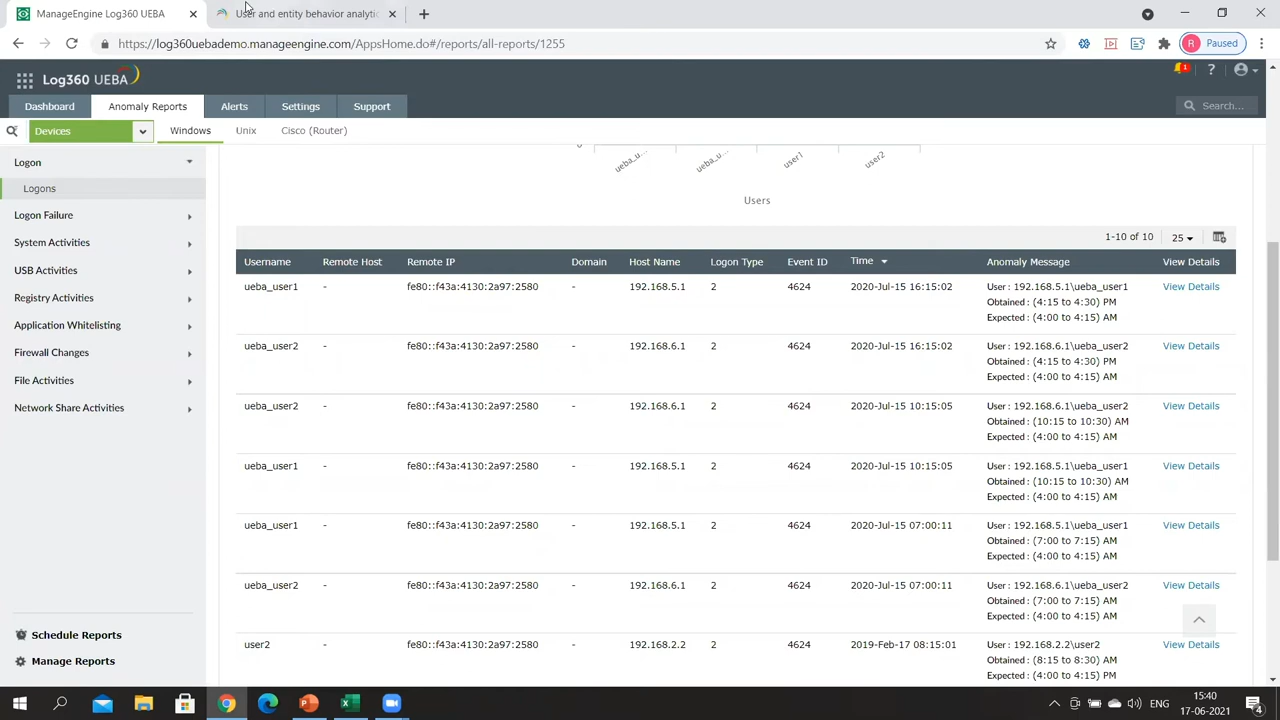 ManageEngine Log360 UEBA
User and entity behavior analytic
https://log360uebademo.manageengine.com/AppsHome.do#/reports/all-reports/1255
R Paused
Log360 UEBA
1
?
Dashboard Anomaly Reports Alerts Settings Support
Search...
Devices Windows Unix Cisco (Router)
Logon
Logons
Logon Failure
System Activities
USB Activities
Registry Activities
Application Whitelisting
Firewall Changes
File Activities
Network Share Activities
Schedule Reports
Manage Reports
0
ueba_u... ueba_u... user1 user2
Users
1-10 of 10 25
Username Remote Host Remote IP Domain Host Name Logon Type Event ID Time Anomaly Message View Details
ueba_user1 - fe80::f43a:4130:2a97:2580 - 192.168.5.1 2 4624 2020-Jul-15 16:15:02 User : 192.168.5.1\ueba_user1 View Details
Obtained : (4:15 to 4:30) PM
Expected : (4:00 to 4:15) AM
ueba_user2 - fe80::f43a:4130:2a97:2580 - 192.168.6.1 2 4624 2020-Jul-15 16:15:02 User : 192.168.6.1\ueba_user2 View Details
Obtained : (4:15 to 4:30) PM
Expected : (4:00 to 4:15) AM
ueba_user2 - fe80::f43a:4130:2a97:2580 - 192.168.6.1 2 4624 2020-Jul-15 10:15:05 User : 192.168.6.1\ueba_user2 View Details
Obtained : (10:15 to 10:30) AM
Expected : (4:00 to 4:15) AM
ueba_user1 - fe80::f43a:4130:2a97:2580 - 192.168.5.1 2 4624 2020-Jul-15 10:15:05 User : 192.168.5.1\ueba_user1 View Details
Obtained : (10:15 to 10:30) AM
Expected : (4:00 to 4:15) AM
ueba_user1 - fe80::f43a:4130:2a97:2580 - 192.168.5.1 2 4624 2020-Jul-15 07:00:11 User : 192.168.5.1\ueba_user1 View Details
Obtained : (7:00 to 7:15) AM
Expected : (4:00 to 4:15) AM
ueba_user2 - fe80::f43a:4130:2a97:2580 - 192.168.6.1 2 4624 2020-Jul-15 07:00:11 User : 192.168.6.1\ueba_user2 View Details
Obtained : (7:00 to 7:15) AM
Expected : (4:00 to 4:15) AM
user2 - fe80::f43a:4130:2a97:2580 - 192.168.2.2 2 4624 2019-Feb-17 08:15:01 User : 192.168.2.2\user2 View Details
Obtained : (8:15 to 8:30) AM
Expected : (4:00 to 4:15) PM
ENG
15:40
17-06-2021
4